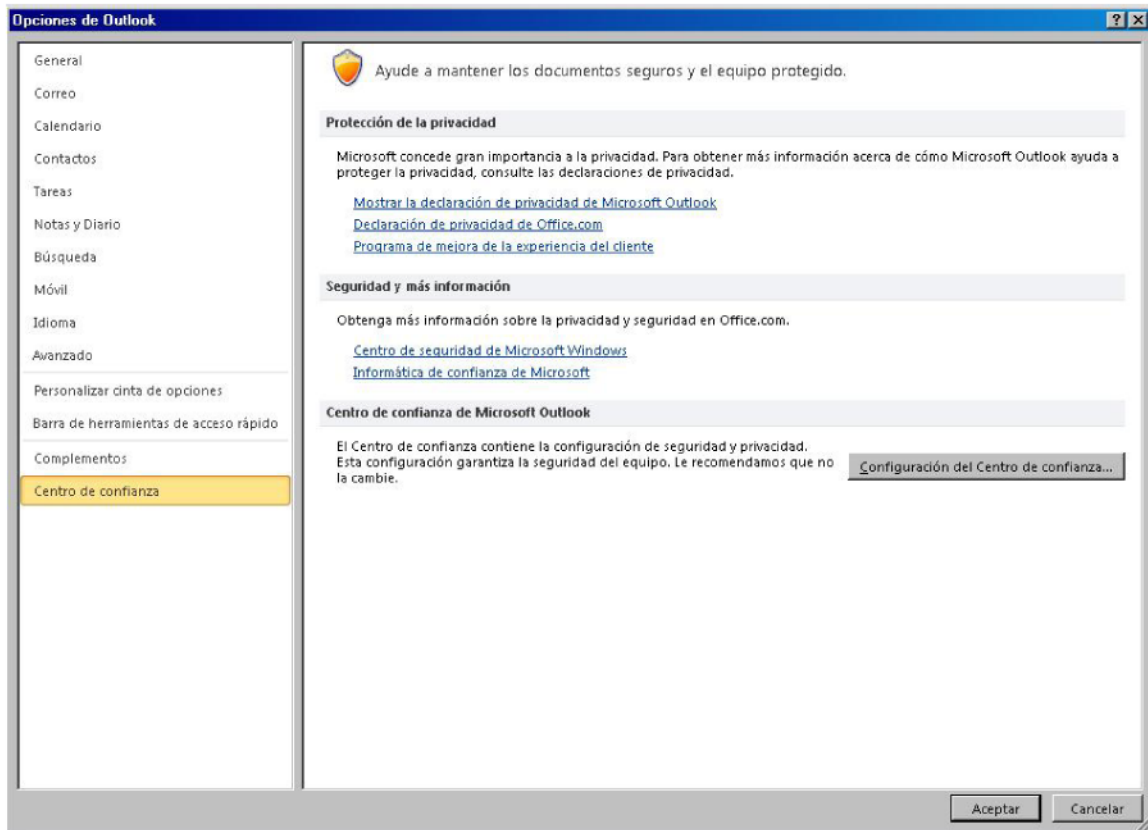 Opciones de Outlook
General
Correo
Calendario
Contactos
Tareas
Notas y Diario
Búsqueda
Móvil
Idioma
Avanzado
Personalizar cinta de opciones
Barra de herramientas de acceso rápido
Complementos
Centro de confianza
Ayude a mantener los documentos seguros y el equipo protegido.
Protección de la privacidad
Microsoft concede gran importancia a la privacidad. Para obtener más información acerca de cómo Microsoft Outlook ayuda a
proteger la privacidad, consulte las declaraciones de privacidad.
Mostrar la declaración de privacidad de Microsoft Outlook
Declaración de privacidad de Office.com
Programa de mejora de la experiencia del cliente
Seguridad y más información
Obtenga más información sobre la privacidad y seguridad en Office.com.
Centro de seguridad de Microsoft Windows
Informática de confianza de Microsoft
Centro de confianza de Microsoft Outlook
El Centro de confianza contiene la configuración de seguridad y privacidad.
Esta configuración garantiza la seguridad del equipo. Le recomendamos que no
la cambie.
Configuración del Centro de confianza...
Aceptar
Cancelar